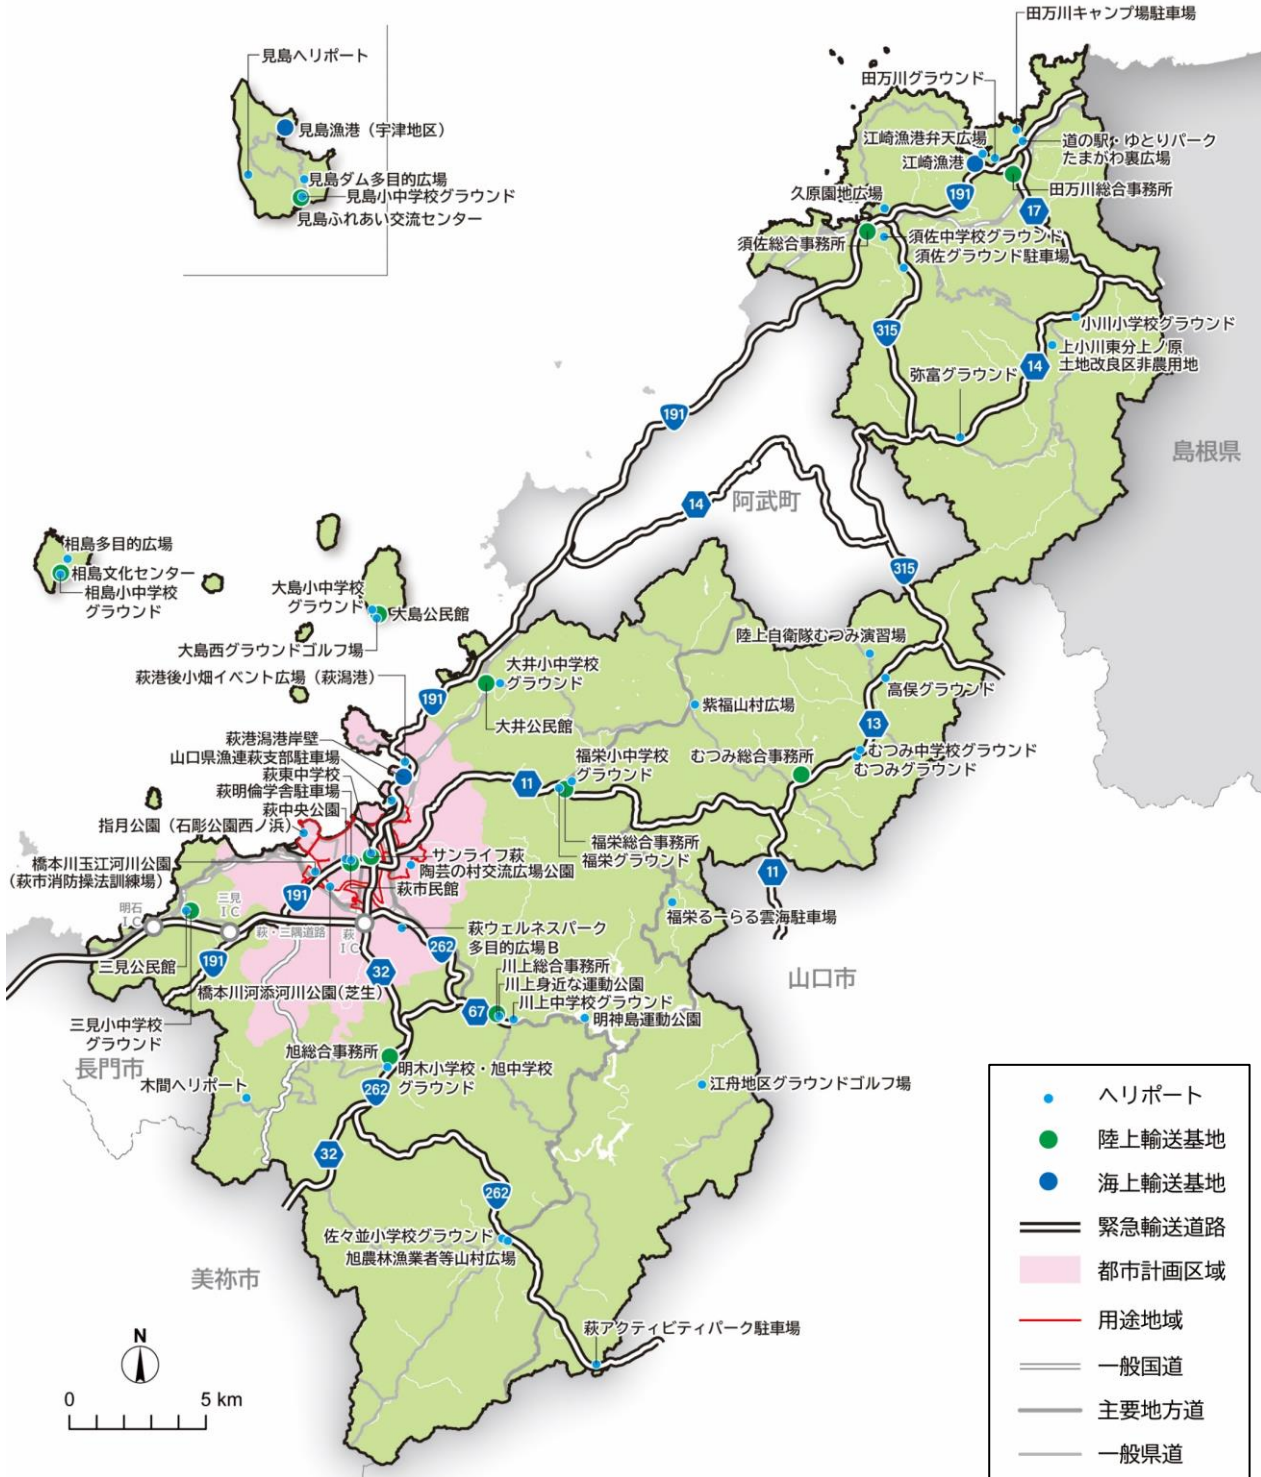 田万川キャンプ場駐車場
見島ヘリポート
田万川グラウンド
見島漁港（宇津地区）
江崎漁港弁天広場
道の駅・ゆとりパーク
たまがわ裏広場
江崎漁港
見島ダム多目的広場
見島小中学校グラウンド
見島ふれあい交流センター
田万川総合事務所
久原園地広場
191
17
須佐総合事務所
須佐中学校グラウンド
須佐グラウンド駐車場
315
小川小学校グラウンド
上小川東分上ノ原
土地改良区非農用地
14
弥富グラウンド
191
島根県
14
阿武町
315
相島多目的広場
相島文化センター
相島小中学校
グラウンド
大島小中学校
グラウンド
大島公民館
大島西グラウンドゴルフ場
陸上自衛隊むつみ演習場
萩港後小畑イベント広場（萩潟港）
大井小中学校
グラウンド
高俣グラウンド
191
紫福山村広場
大井公民館
13
萩港潟港岸壁
山口県漁連萩支部駐車場
萩東中学校
萩明倫学舎駐車場
萩中央公園
指月公園（石彫公園西ノ浜）
福栄小中学校
グラウンド
むつみ総合事務所
むつみ中学校グラウンド
むつみグラウンド
11
福栄総合事務所
福栄グラウンド
橋本川玉江河川公園
（萩市消防操法訓練場）
サンライフ萩
陶芸の村交流広場公園
萩市民館
191
11
明石
IC
三見
IC
萩・三隅道路
萩
IC
福栄るーらる雲海駐車場
萩ウェルネスパーク
多目的広場B
262
三見公民館
191
32
川上総合事務所
川上身近な運動公園
川上中学校グラウンド
山口市
橋本川河添河川公園(芝生)
67
明神島運動公園
三見小中学校
グラウンド
旭総合事務所
明木小学校・旭中学校
グラウンド
長門市
木間ヘリポート
262
江舟地区グラウンドゴルフ場
32
262
佐々並小学校グラウンド
旭農林漁業者等山村広場
美祢市
萩アクティビティパーク駐車場
N
0
5 km
ヘリポート
陸上輸送基地
海上輸送基地
緊急輸送道路
都市計画区域
用途地域
一般国道
主要地方道
一般県道